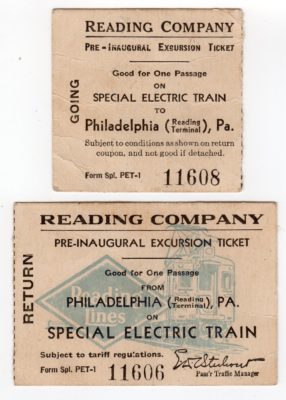 READING COMPANY
PRE-INAUGURAL EXCURSION TICKET
GOING
Good for One Passage
ON
SPECIAL ELECTRIC TRAIN
TO
Philadelphia (Reading Terminal), Pa.
Subject to conditions as shown on return
coupon, and not good if detached.
Form Spl. PET-1 11608
READING COMPANY
PRE-INAUGURAL EXCURSION TICKET
RETURN
Good for One Passage
FROM
PHILADELPHIA (Reading Terminal), PA.
ON
SPECIAL ELECTRIC TRAIN
Reading
Lines
Subject to tariff regulations.
Form Spl. PET-1 11606
Pass'r Traffic Manager